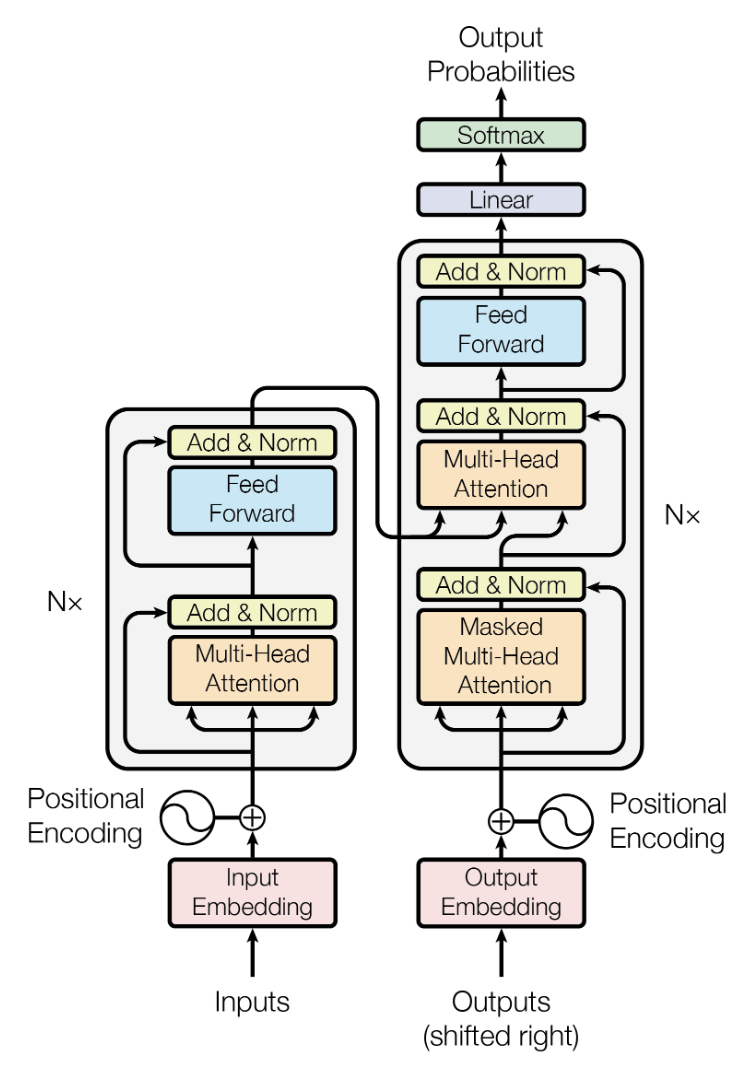 Output
Probabilities
Softmax
Linear
Add & Norm
Feed
Forward
Add & Norm
Multi-Head
Attention
Add & Norm
Masked
Multi-Head
Attention
Nx
Add & Norm
Feed
Forward
Add & Norm
Multi-Head
Attention
Nx
Positional
Encoding
Positional
Encoding
Input
Embedding
Output
Embedding
Inputs
Outputs
(shifted right)